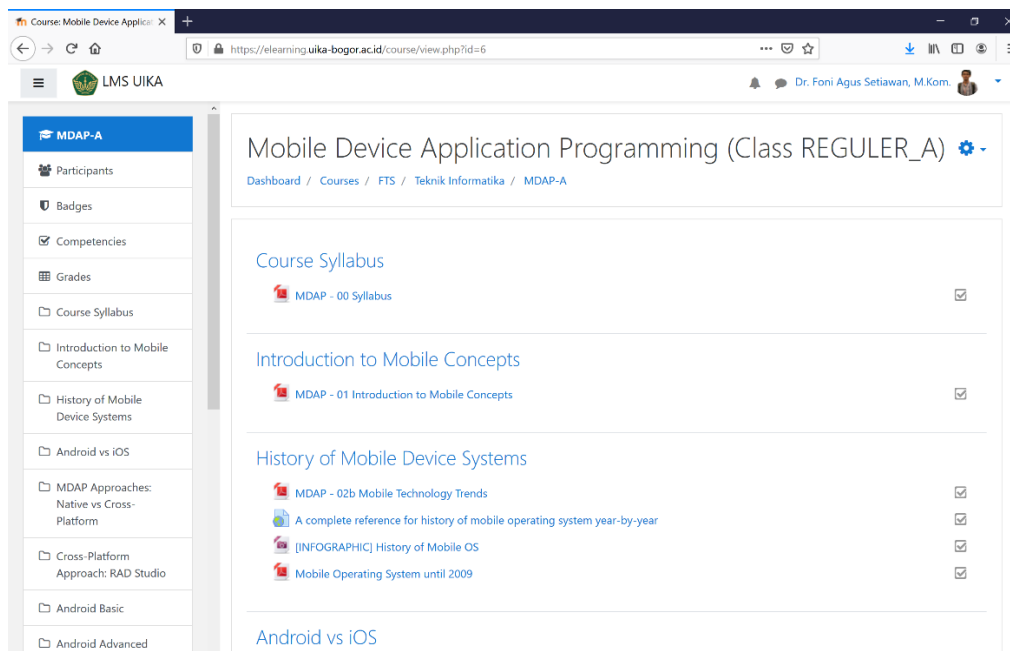 Course: Mobile Device Applicat
https://elearning.uika-bogor.ac.id/course/view.php?id=6
LMS UIKA
Dr. Foni Agus Setiawan, M.Kom.
MDAP-A
Participants
Badges
Competencies
Grades
Course Syllabus
Introduction to Mobile
Concepts
History of Mobile
Device Systems
Android vs iOS
MDAP Approaches:
Native vs Cross-
Platform
Cross-Platform
Approach: RAD Studio
Android Basic
Android Advanced
Mobile Device Application Programming (Class REGULER_A)
Dashboard / Courses / FTS / Teknik Informatika / MDAP-A
Course Syllabus
MDAP - 00 Syllabus
Introduction to Mobile Concepts
MDAP - 01 Introduction to Mobile Concepts
History of Mobile Device Systems
MDAP - 02b Mobile Technology Trends
A complete reference for history of mobile operating system year-by-year
[INFOGRAPHIC] History of Mobile OS
Mobile Operating System until 2009
Android vs iOS